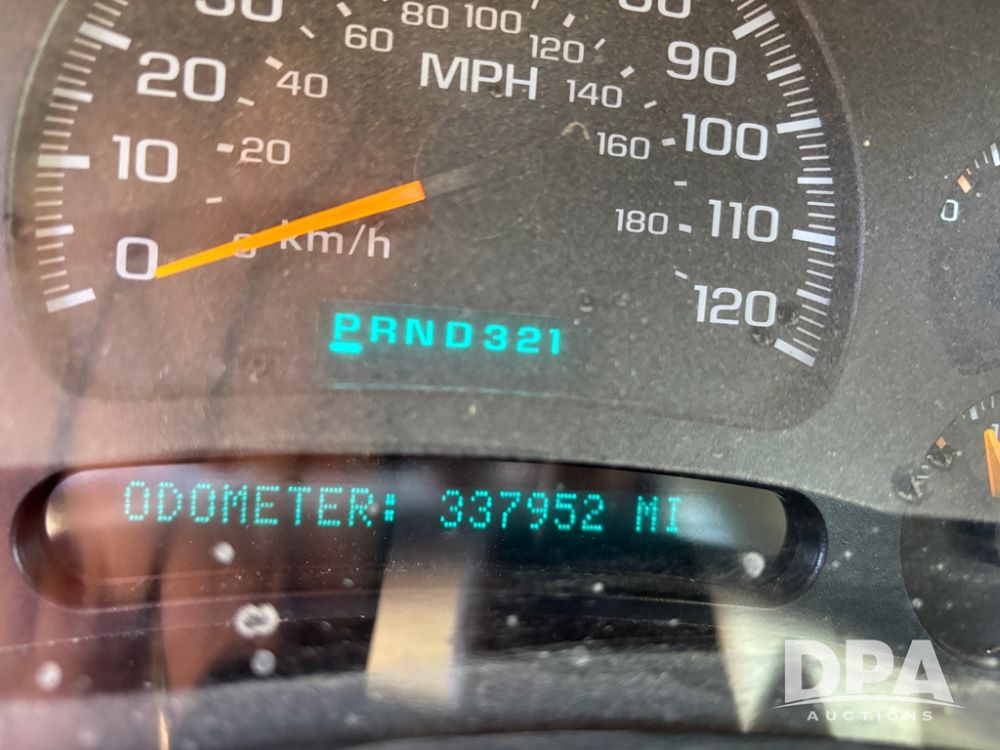 80 100
60 120
20 40 MPH 140 90
10 20 160 100
0 km/h 180 110
120
0
PRND321
ODOMETER: 337952 MI
DPA
AUCTIONS